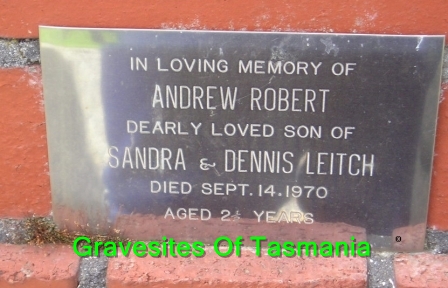 IN LOVING MEMORY OF
ANDREW ROBERT
DEARLY LOVED SON OF
SANDRA & DENNIS LEITCH
DIED SEPT. 14. 1970
AGED 2½ YEARS
Gravesites Of Tasmania